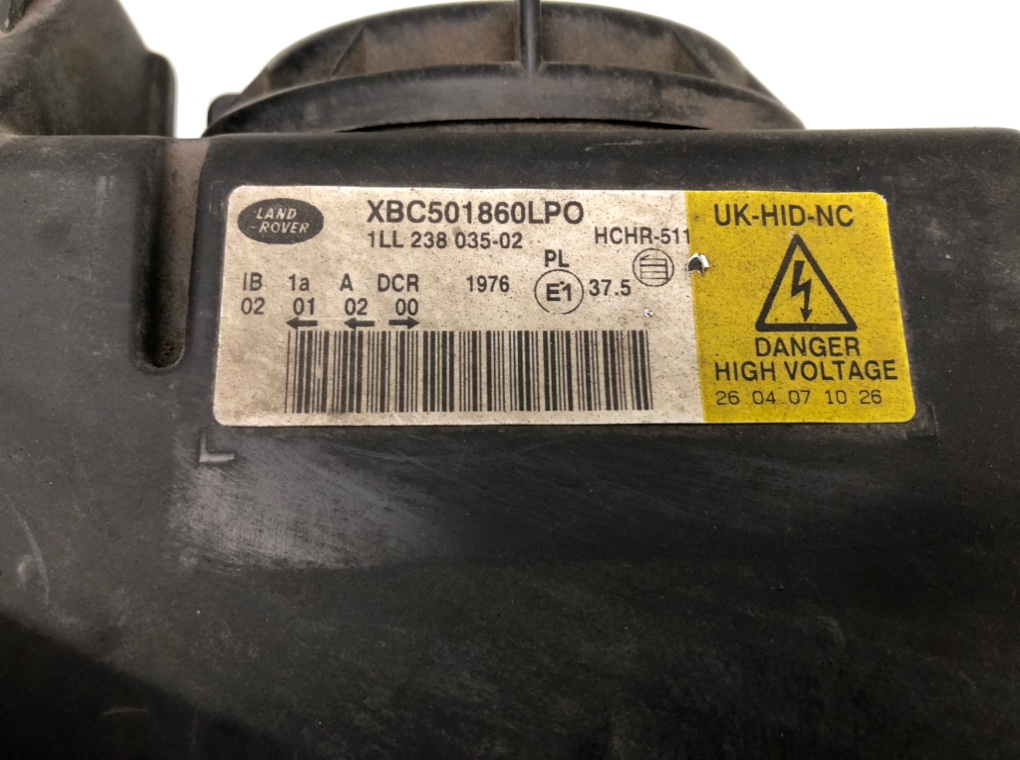 LAND
-ROVER
XBC501860LPO
1LL 238 035-02
HCHR-511
IB 1a A DCR 1976 PL E1 37.5
02 01 02 00
UK-HID-NC
DANGER
HIGH VOLTAGE
26 04 07 10 26
L